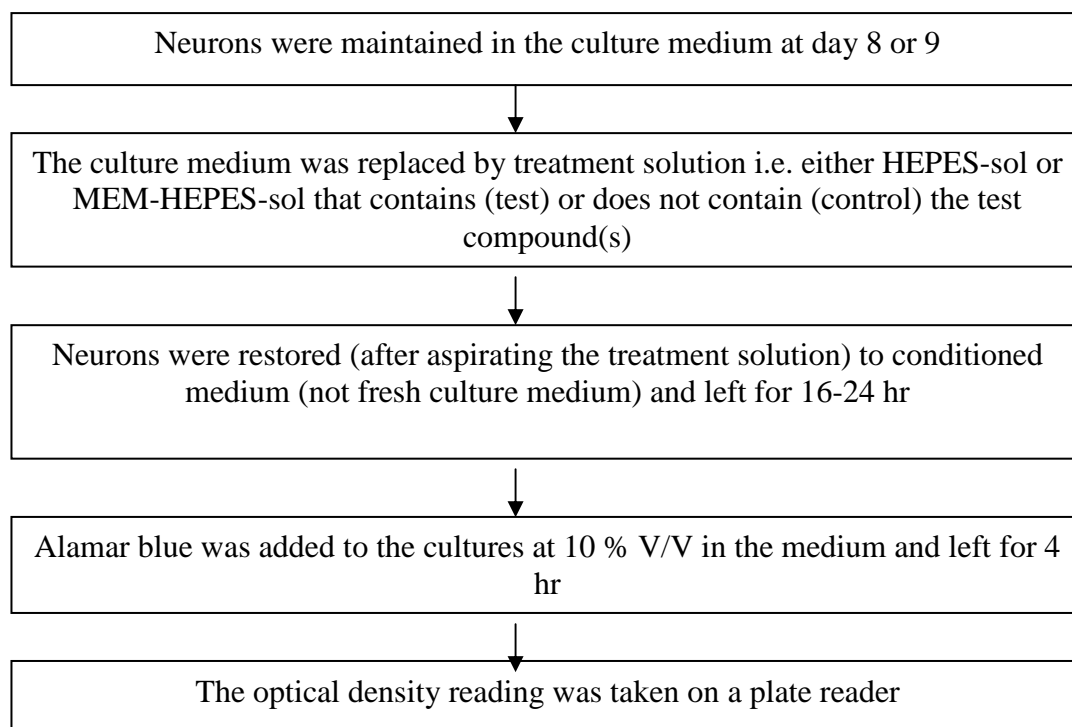 Neurons were maintained in the culture medium at day 8 or 9
The culture medium was replaced by treatment solution i.e. either HEPES-sol or
MEM-HEPES-sol that contains (test) or does not contain (control) the test
compound(s)
Neurons were restored (after aspirating the treatment solution) to conditioned
medium (not fresh culture medium) and left for 16-24 hr
Alamar blue was added to the cultures at 10 % V/V in the medium and left for 4
hr
The optical density reading was taken on a plate reader